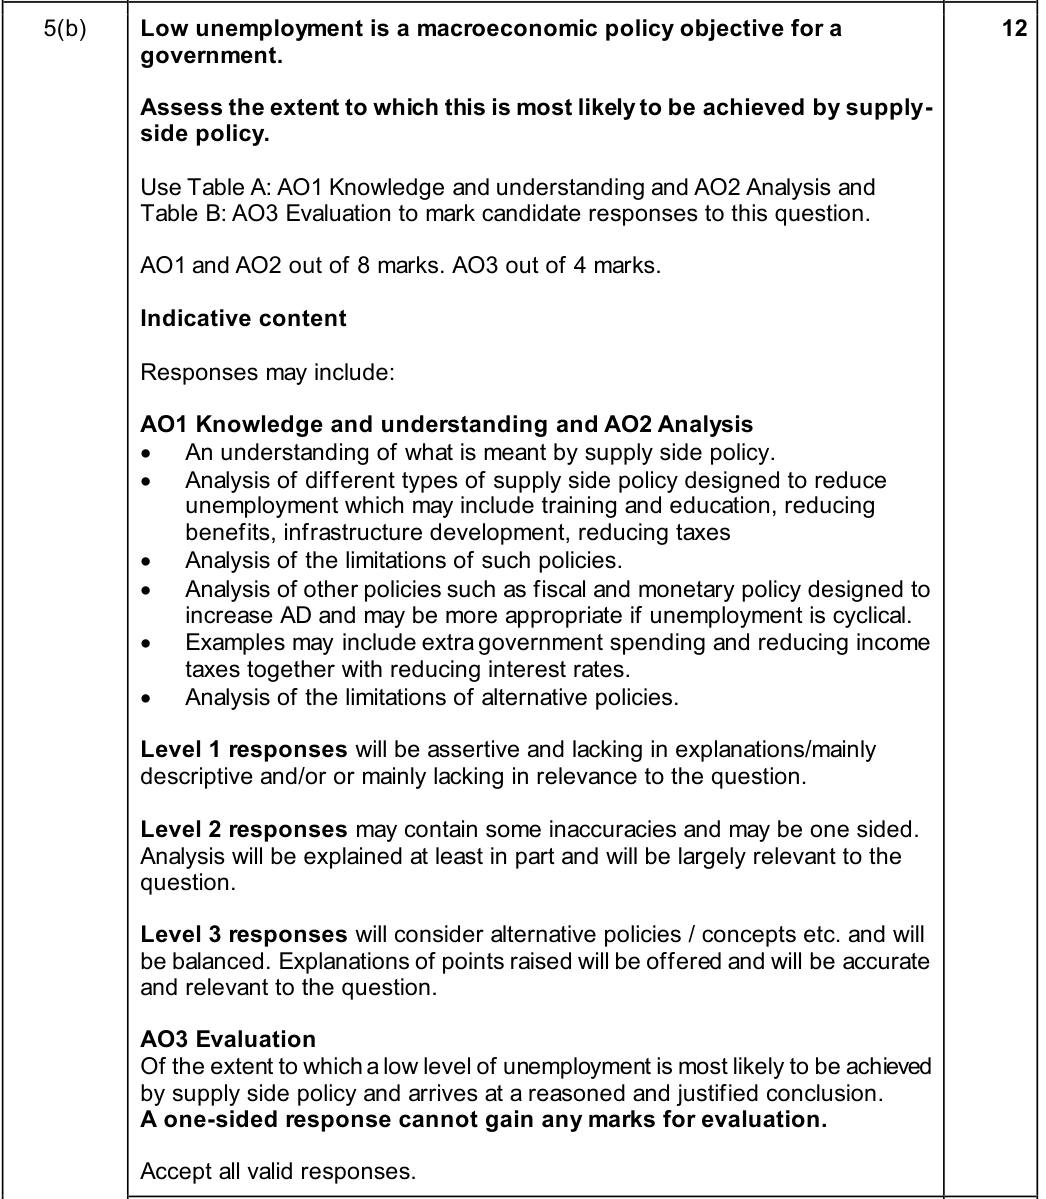 5(b)
Low unemployment is a macroeconomic policy objective for a
government.
12
Assess the extent to which this is most likely to be achieved by supply-
side policy.
Use Table A: AO1 Knowledge and understanding and AO2 Analysis and
Table B: AO3 Evaluation to mark candidate responses to this question.
AO1 and AO2 out of 8 marks. AO3 out of 4 marks.
Indicative content
Responses may include:
AO1 Knowledge and understanding and AO2 Analysis
• An understanding of what is meant by supply side policy.
• Analysis of different types of supply side policy designed to reduce
unemployment which may include training and education, reducing
benefits, infrastructure development, reducing taxes
• Analysis of the limitations of such policies.
• Analysis of other policies such as fiscal and monetary policy designed to
increase AD and may be more appropriate if unemployment is cyclical.
• Examples may include extra government spending and reducing income
taxes together with reducing interest rates.
• Analysis of the limitations of alternative policies.
Level 1 responses will be assertive and lacking in explanations/mainly
descriptive and/or or mainly lacking in relevance to the question.
Level 2 responses may contain some inaccuracies and may be one sided.
Analysis will be explained at least in part and will be largely relevant to the
question.
Level 3 responses will consider alternative policies / concepts etc. and will
be balanced. Explanations of points raised will be offered and will be accurate
and relevant to the question.
AO3 Evaluation
Of the extent to which a low level of unemployment is most likely to be achieved
by supply side policy and arrives at a reasoned and justified conclusion.
A one-sided response cannot gain any marks for evaluation.
Accept all valid responses.